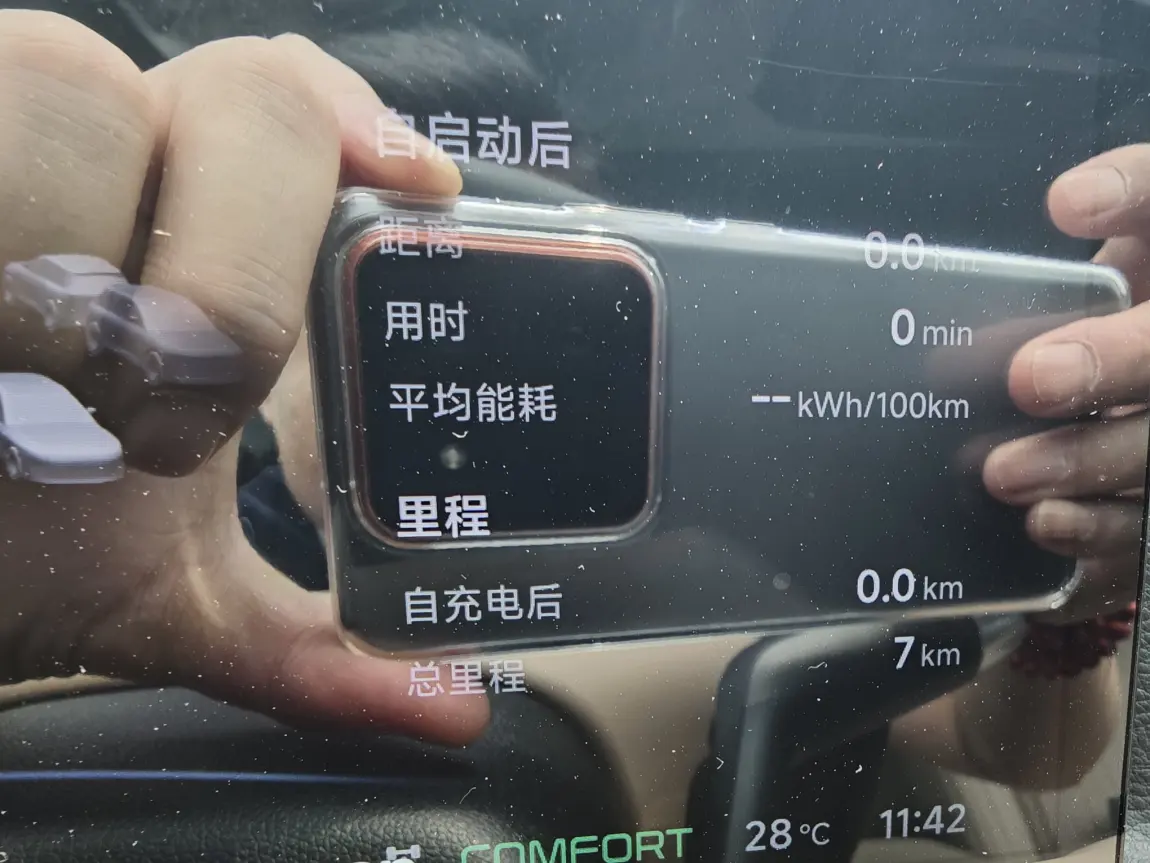 自启动后
距离 0.0 km
用时 0 min
平均能耗 -- kWh/100km
里程
自充电后 0.0 km
总里程 7 km
COMFORT 28 °C 11:42